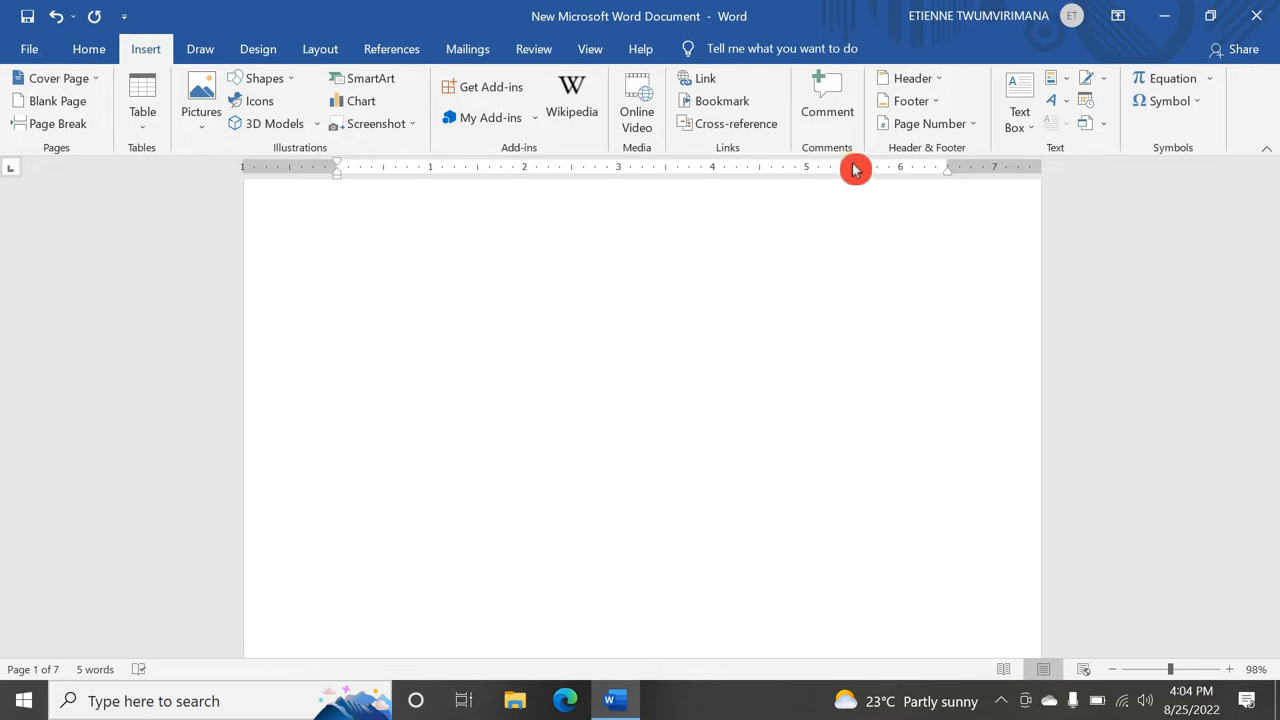 New Microsoft Word Document - Word
ETIENNE TWUMVIRIMANA ET
File Home Insert Draw Design Layout References Mailings Review View Help Tell me what you want to do Share
Cover Page
Blank Page
Page Break
Pages
Table
Tables
Pictures
Shapes
Icons
3D Models
SmartArt
Chart
Screenshot
Illustrations
Get Add-ins
My Add-ins
W
Wikipedia
Add-ins
Online
Video
Media
Link
Bookmark
Cross-reference
Links
Comment
Comments
Header
Footer
Page Number
Header & Footer
Text
Box
Text
π Equation
Ω Symbol
Symbols
1 1 2 3 4 5 6 7
Page 1 of 7 5 words 98%
Type here to search
23°C Partly sunny
4:04 PM
8/25/2022